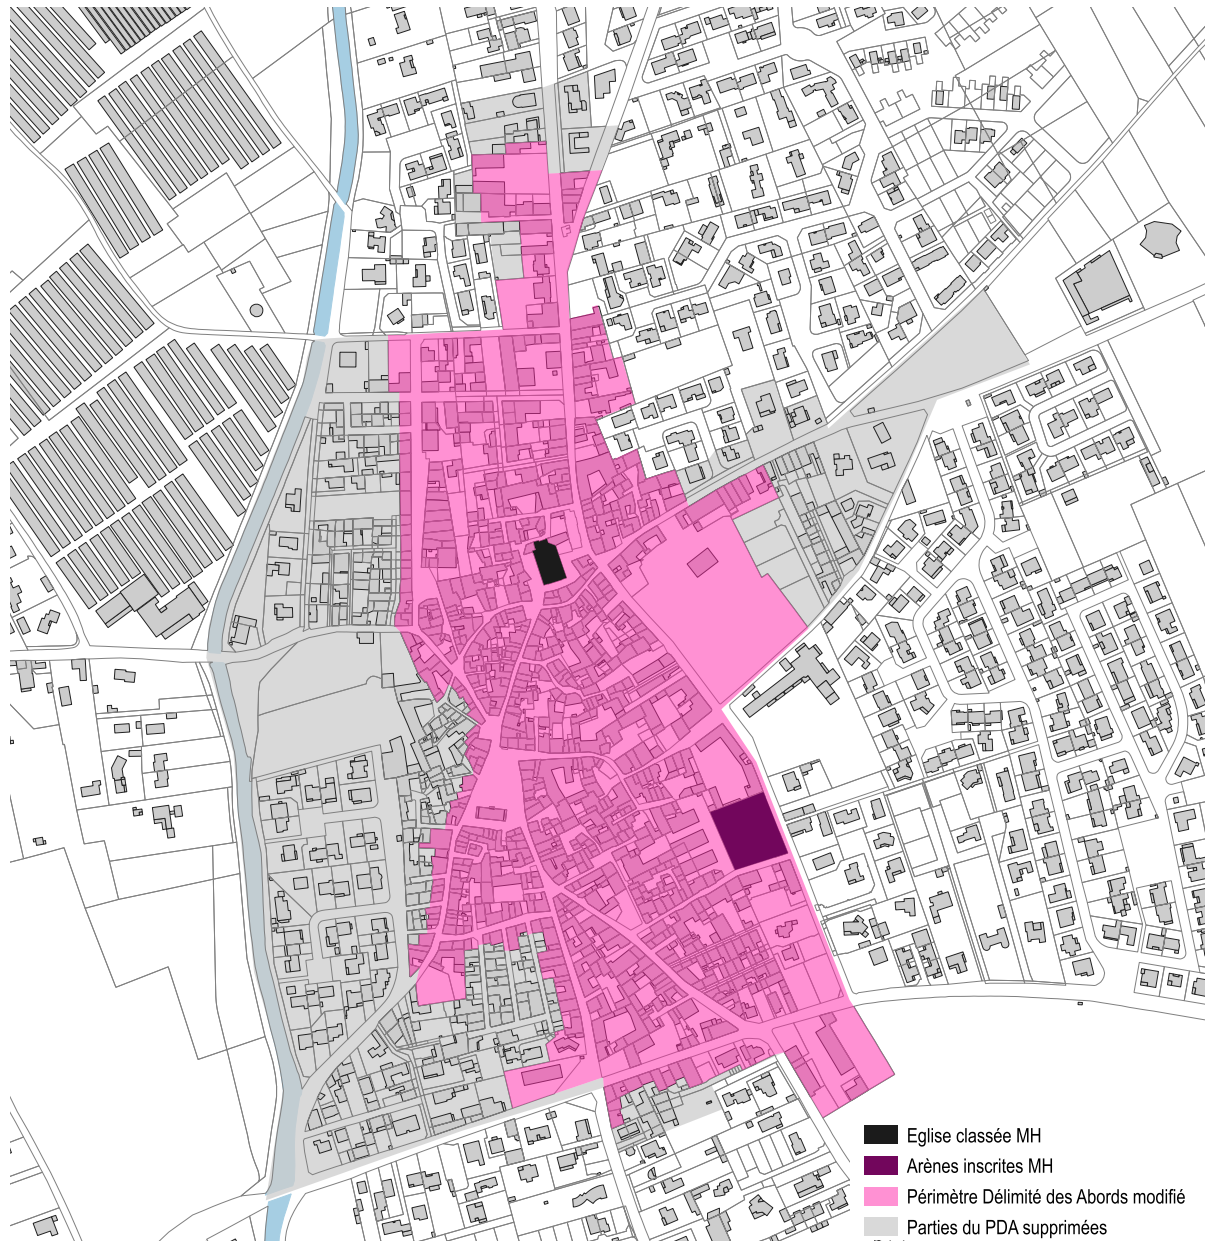 Eglise classée MH
Arènes inscrites MH
Périmètre Délimité des Abords modifié
Parties du PDA supprimées